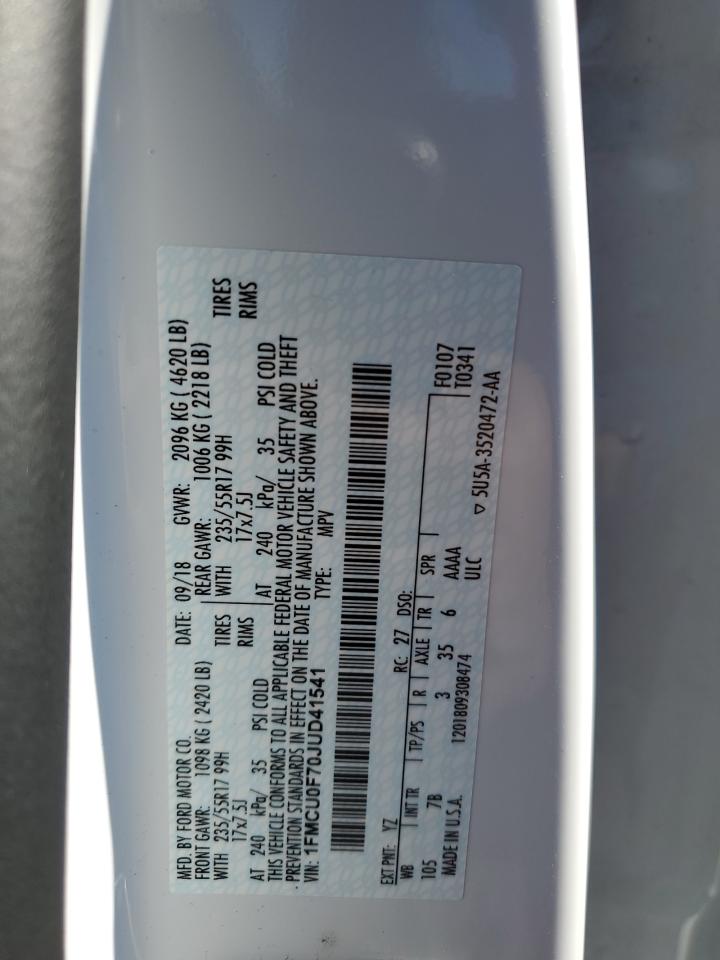 MFD. BY FORD MOTOR CO. DATE: 09/18 GVWR: 2096 KG ( 4620 LB)
FRONT GAWR: 1098 KG ( 2420 LB) REAR GAWR: 1006 KG ( 2218 LB)
WITH 235/55R17 99H TIRES WITH 235/55R17 99H TIRES
17x7.5J RIMS 17x7.5J RIMS
AT 240 kPa/ 35 PSI COLD AT 240 kPa/ 35 PSI COLD
THIS VEHICLE CONFORMS TO ALL APPLICABLE FEDERAL MOTOR VEHICLE SAFETY AND THEFT
PREVENTION STANDARDS IN EFFECT ON THE DATE OF MANUFACTURE SHOWN ABOVE.
VIN: 1FMCU0F70JUD41541 TYPE: MPV
EXT PNT: YZ RC: 27 DSO:
WB INT TR TP/PS R AXLE TR SPR F0107
105 7B 3 35 6 AAAA T0341
MADE IN U.S.A. 1201809308474 ULC ▽ 5U5A-3520472-AA